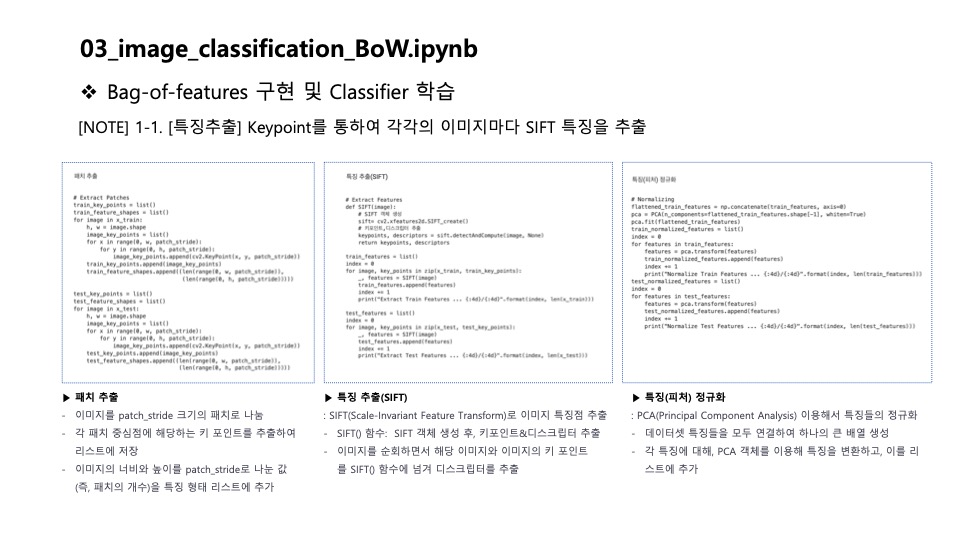 03_image_classification_BoW.ipynb
❖ Bag-of-features 구현 및 Classifier 학습
[NOTE] 1-1. [특징추출] Keypoint를 통하여 각각의 이미지마다 SIFT 특징을 추출
패치 추출
# Extract Patches
train_key_points = list()
train_feature_shapes = list()
for image in x_train:
    h, w = image.shape
    image_key_points = list()
    for x in range(0, w, patch_stride):
        for y in range(0, h, patch_stride):
            image_key_points.append(cv2.KeyPoint(x, y, patch_stride))
    train_key_points.append(image_key_points)
    train_feature_shapes.append((len(range(0, w, patch_stride)),
                                 (len(range(0, h, patch_stride)))))
test_key_points = list()
test_feature_shapes = list()
for image in x_test:
    h, w = image.shape
    image_key_points = list()
    for x in range(0, w, patch_stride):
        for y in range(0, h, patch_stride):
            image_key_points.append(cv2.KeyPoint(x, y, patch_stride))
    test_key_points.append(image_key_points)
    test_feature_shapes.append((len(range(0, w, patch_stride)),
                                (len(range(0, h, patch_stride)))))
▶ 패치 추출
- 이미지를 patch_stride 크기의 패치로 나눔
- 각 패치 중심점에 해당하는 키 포인트를 추출하여
리스트에 저장
- 이미지의 너비와 높이를 patch_stride로 나눈 값
(즉, 패치의 개수)을 특징 형태 리스트에 추가
특징 추출(SIFT)
# Extract Features
def SIFT(image):
    # SIFT 객체 생성
    sift= cv2.xfeatures2d.SIFT_create()
    # 키포인트,디스크립터 추출
    keypoints, descriptors = sift.detectAndCompute(image, None)
    return keypoints, descriptors
train_features = list()
index = 0
for image, key_points in zip(x_train, train_key_points):
    _, features = SIFT(image)
    train_features.append(features)
    index += 1
    print("Extract Train Features ... {:4d}/{:4d}".format(index, len(x_train)))
test_features = list()
index = 0
for image, key_points in zip(x_test, test_key_points):
    _, features = SIFT(image)
    test_features.append(features)
    index += 1
    print("Extract Test Features ... {:4d}/{:4d}".format(index, len(x_test)))
▶ 특징 추출(SIFT)
: SIFT(Scale-Invariant Feature Transform)로 이미지 특징점 추출
- SIFT() 함수: SIFT 객체 생성 후, 키포인트&디스크립터 추출
- 이미지를 순회하면서 해당 이미지와 이미지의 키 포인트
를 SIFT() 함수에 넘겨 디스크립터를 추출
특징(피처) 정규화
# Normalizing
flattened_train_features = np.concatenate(train_features, axis=0)
pca = PCA(n_components=flattened_train_features.shape[-1], whiten=True)
pca.fit(flattened_train_features)
train_normalized_features = list()
index = 0
for features in train_features:
    features = pca.transform(features)
    train_normalized_features.append(features)
    index += 1
    print("Normalize Train Features ... {:4d}/{:4d}".format(index, len(train_features)))
test_normalized_features = list()
index = 0
for features in test_features:
    features = pca.transform(features)
    test_normalized_features.append(features)
    index += 1
    print("Normalize Test Features ... {:4d}/{:4d}".format(index, len(test_features)))
▶ 특징(피처) 정규화
: PCA(Principal Component Analysis) 이용해서 특징들의 정규화
- 데이터셋 특징들을 모두 연결하여 하나의 큰 배열 생성
- 각 특징에 대해, PCA 객체를 이용해 특징을 변환하고, 이를 리
스트에 추가